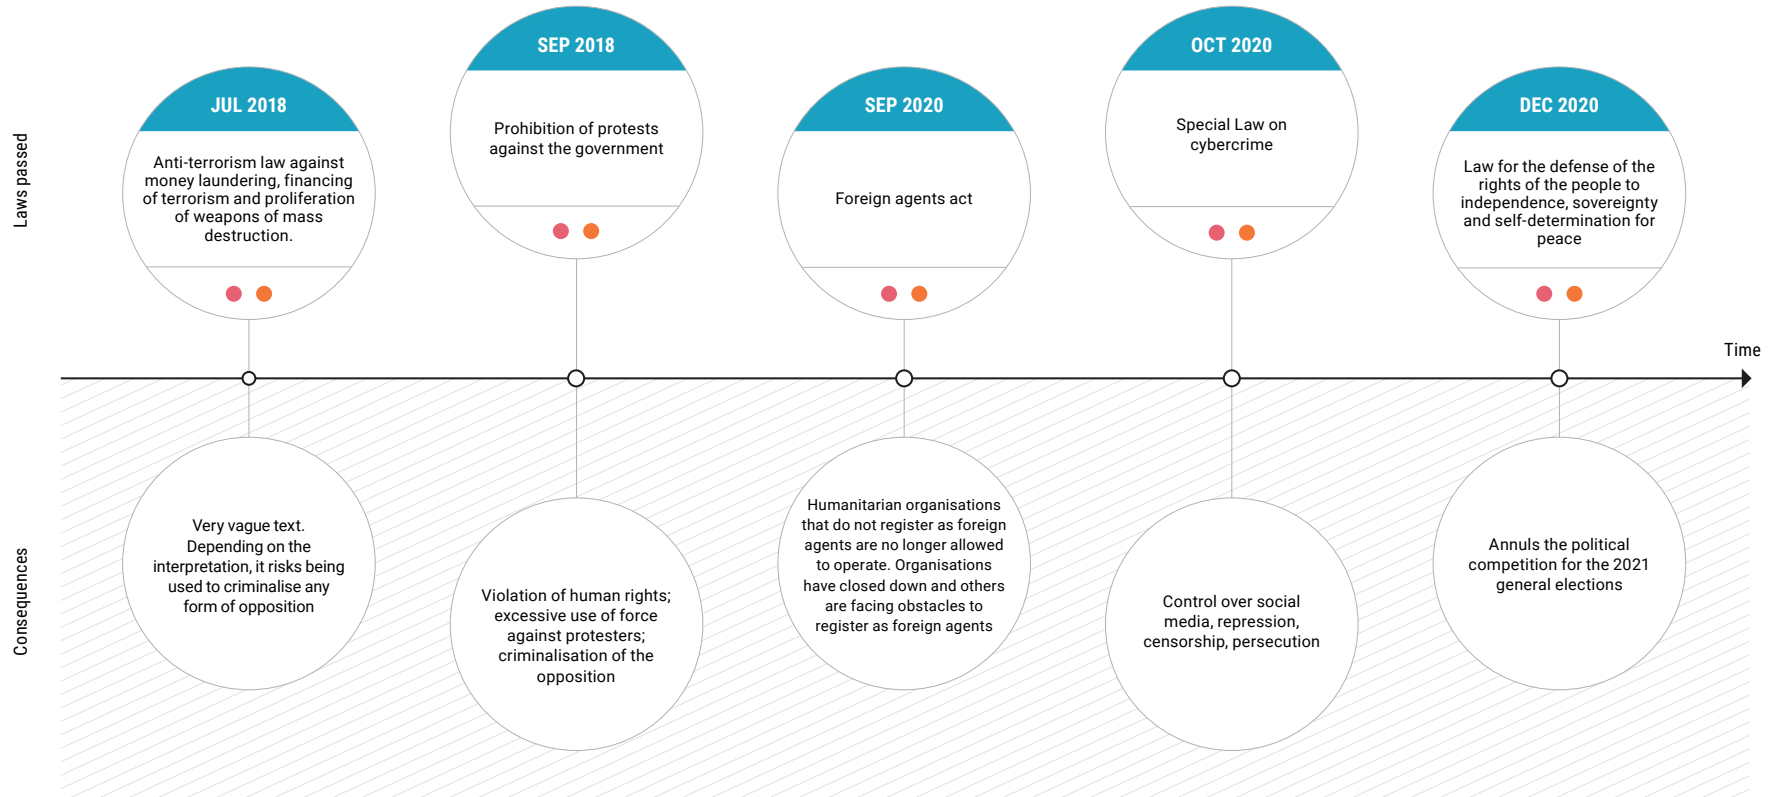 Laws passed
JUL 2018
Anti-terrorism law against
money laundering, financing
of terrorism and proliferation
of weapons of mass
destruction.
SEP 2018
Prohibition of protests
against the government
SEP 2020
Foreign agents act
OCT 2020
Special Law on
cybercrime
DEC 2020
Law for the defense of the
rights of the people to
independence, sovereignty
and self-determination for
peace
Time
Consequences
Very vague text.
Depending on the
interpretation, it risks being
used to criminalise any
form of opposition
Violation of human rights;
excessive use of force
against protesters;
criminalisation of the
opposition
Humanitarian organisations
that do not register as foreign
agents are no longer allowed
to operate. Organisations
have closed down and others
are facing obstacles to
register as foreign agents
Control over social
media, repression,
censorship, persecution
Annuls the political
competition for the 2021
general elections